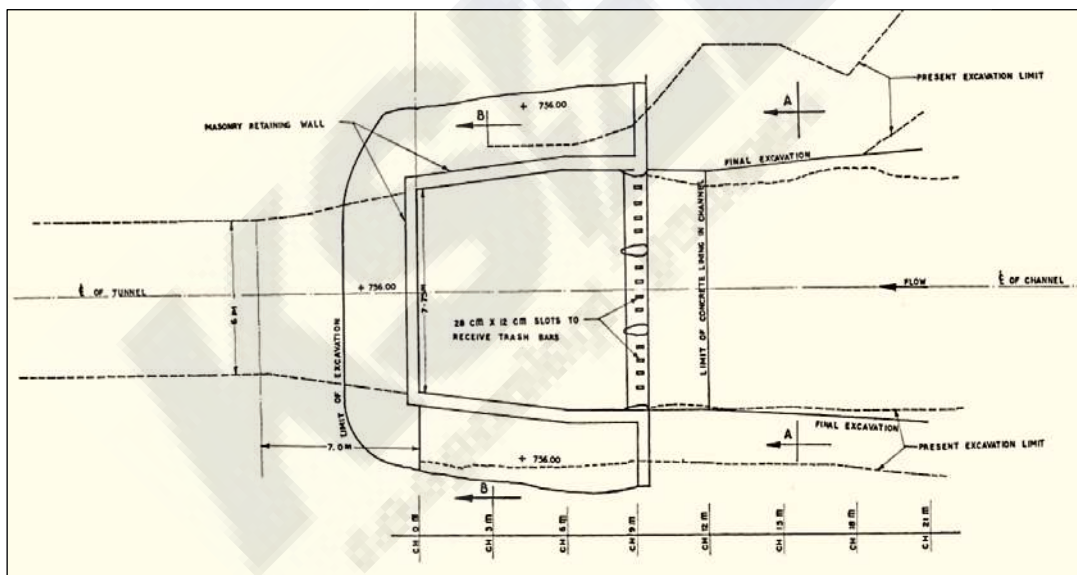 PRESENT EXCAVATION LIMIT
B
+ 756.00
A
MASONRY RETAINING WALL
FINAL EXCAVATION
LIMIT OF CONCRETE LINING IN CHANNEL
6 M
℄ OF TUNNEL
+ 756.00
7.75M
FLOW
℄ OF CHANNEL
28 CM X 12 CM SLOTS TO
RECEIVE TRASH BARS
LIMIT OF EXCAVATION
7.0M
FINAL EXCAVATION
A
PRESENT EXCAVATION LIMIT
+ 756.00
B
CH 0 M
CH 3 M
CH 6 M
CH 9 M
CH 12 M
CH 15 M
CH 18 M
CH 21 M